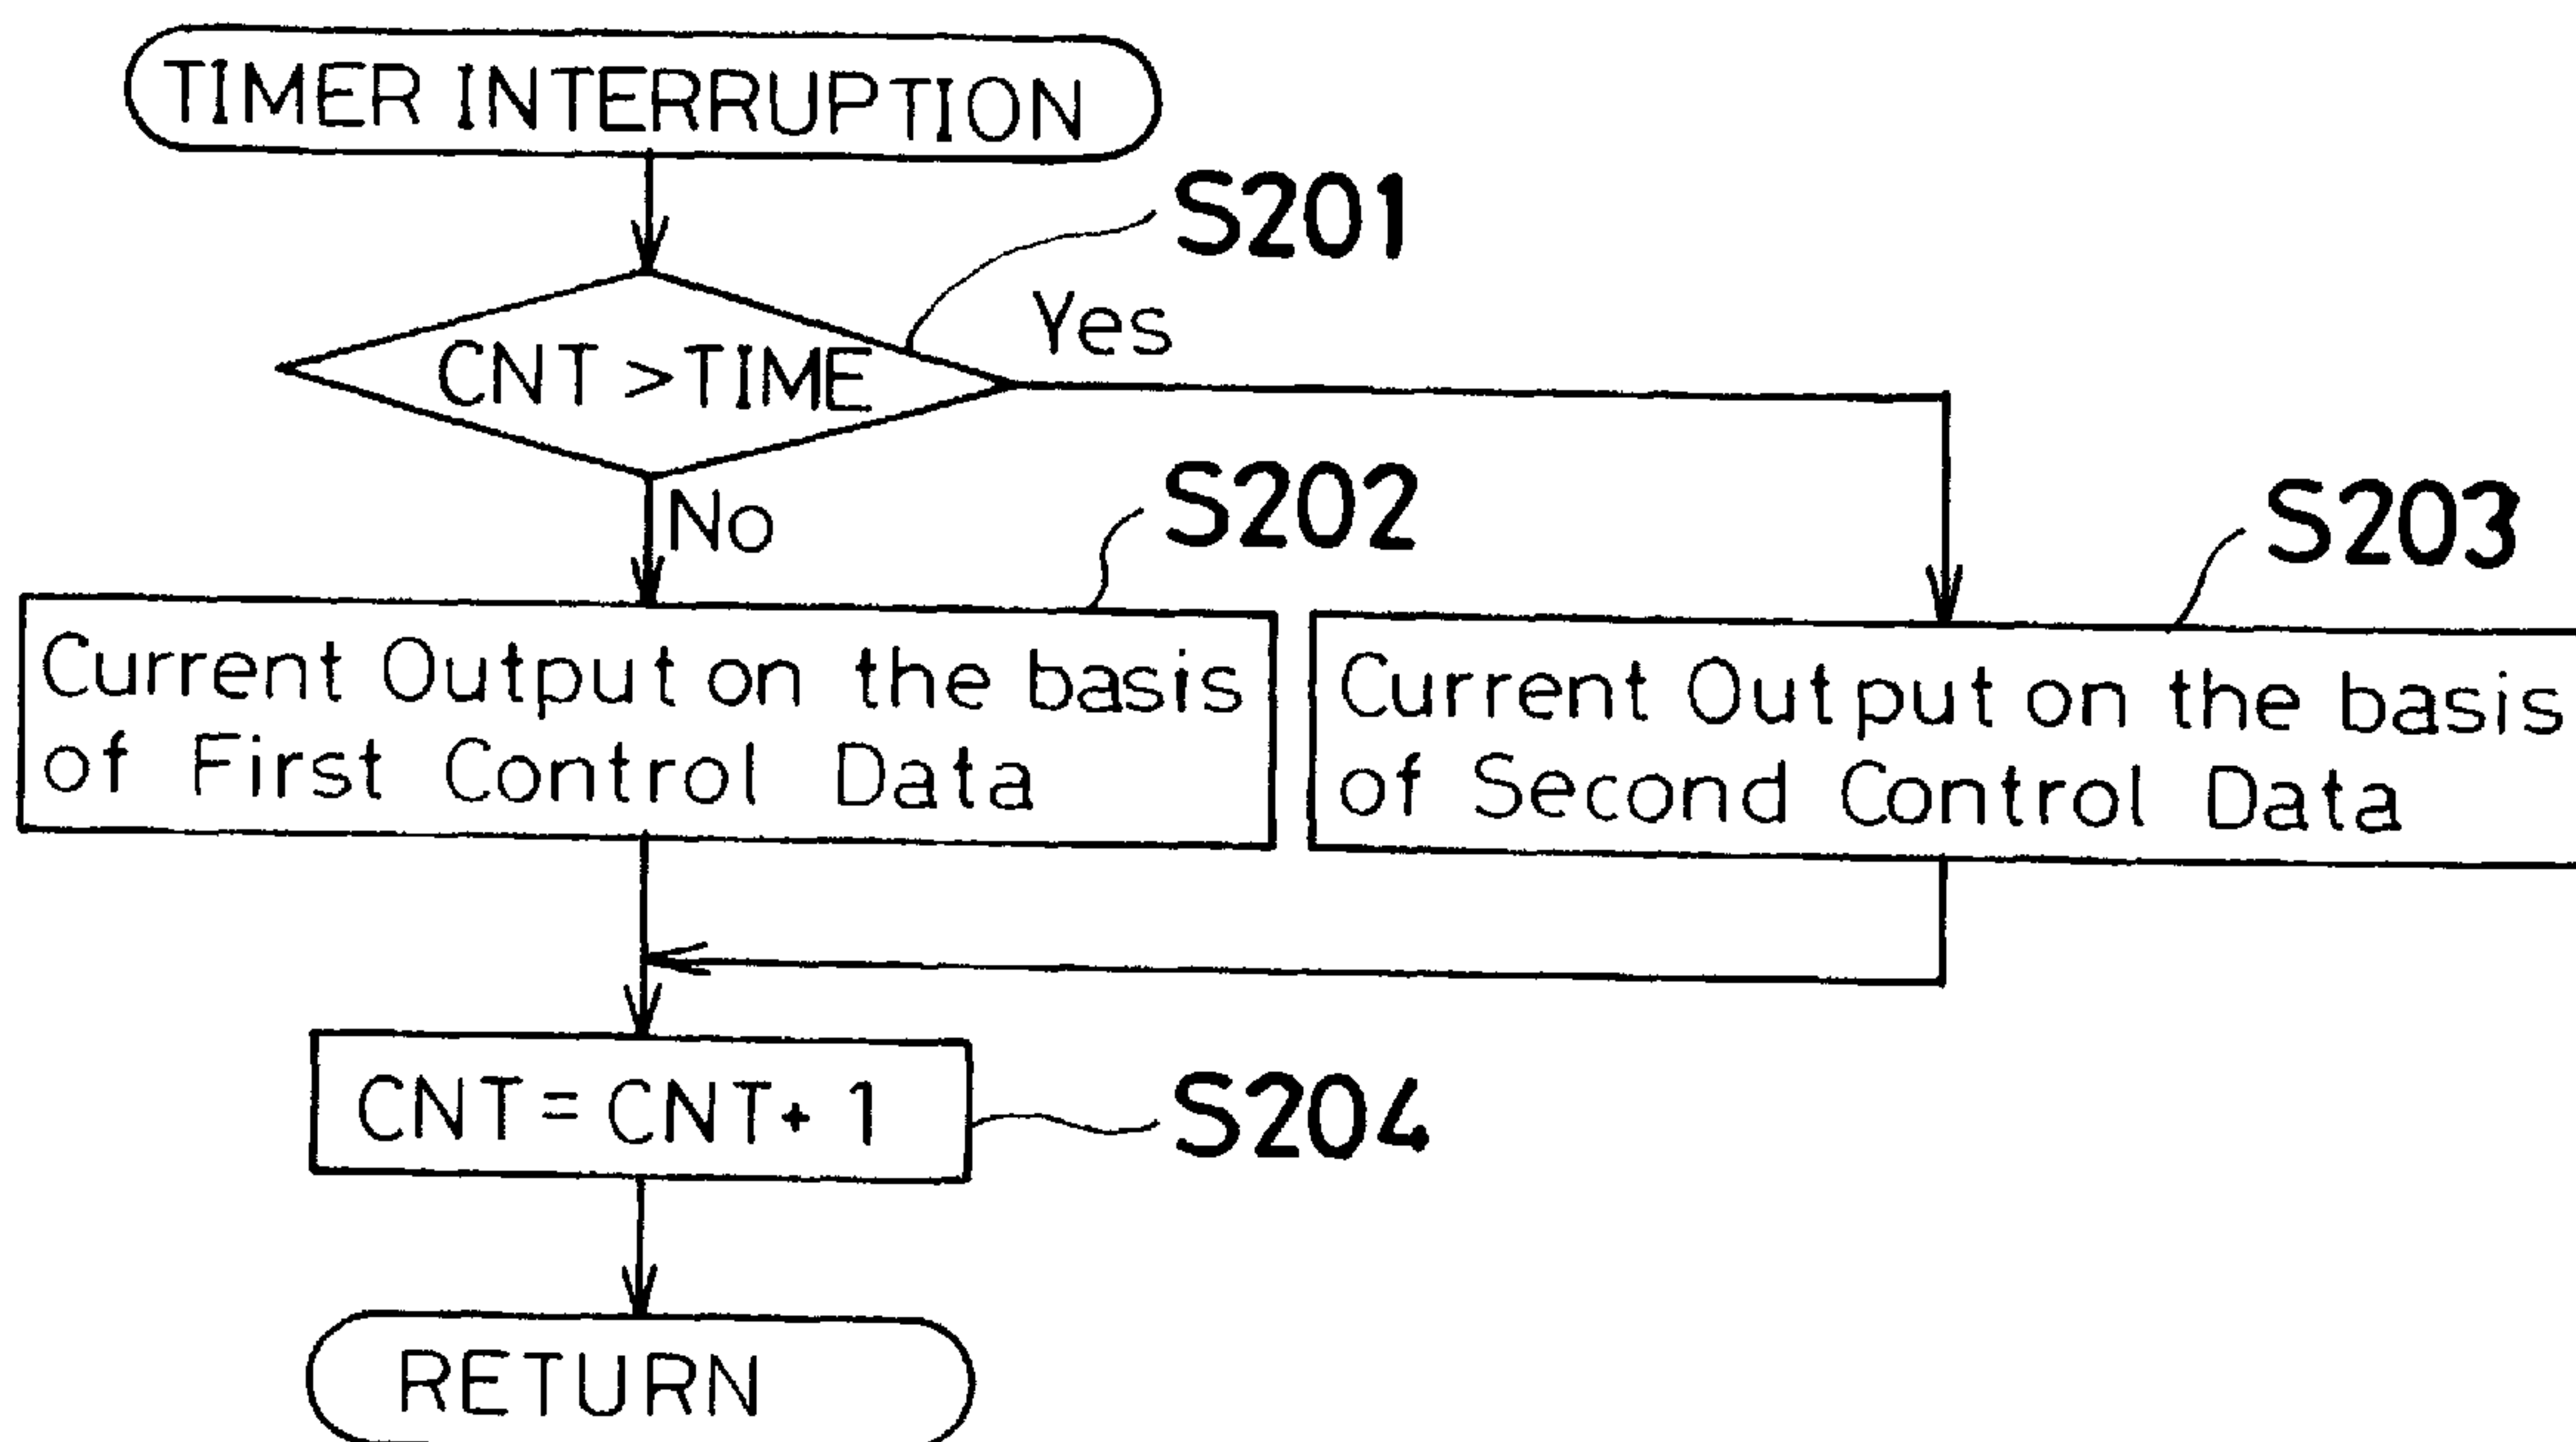 TIMER INTERRUPTION
S201
CNT > TIME
Yes
No
S202
S203
Current Output on the basis
of First Control Data
Current Output on the basis
of Second Control Data
CNT = CNT + 1
S204
RETURN